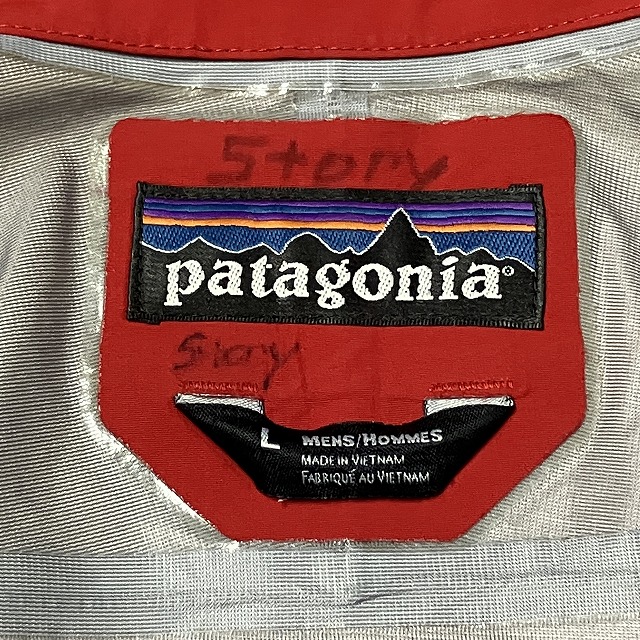 Story
patagonia®
Story
L MENS/HOMMES
MADE IN VIETNAM
FABRIQUÉ AU VIETNAM